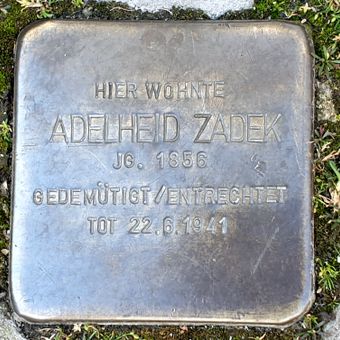 HIER WOHNTE
ADELHEID ZADEK
JG. 1856
GEDEMÜTIGT/ENTRECHTET
TOT 22.6.1941